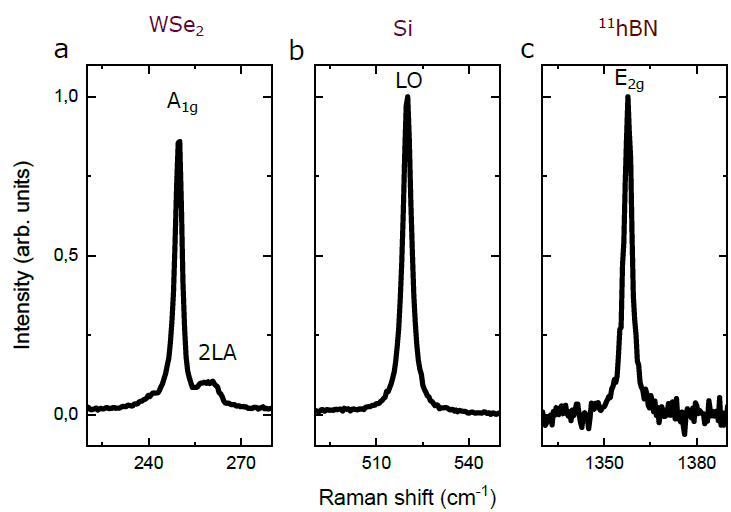 WSe₂ Si ¹¹hBN
a b c
A₁g LO E₂g
2LA
1,0
0,5
0,0
Intensity (arb. units)
240 270 510 540 1350 1380
Raman shift (cm⁻¹)